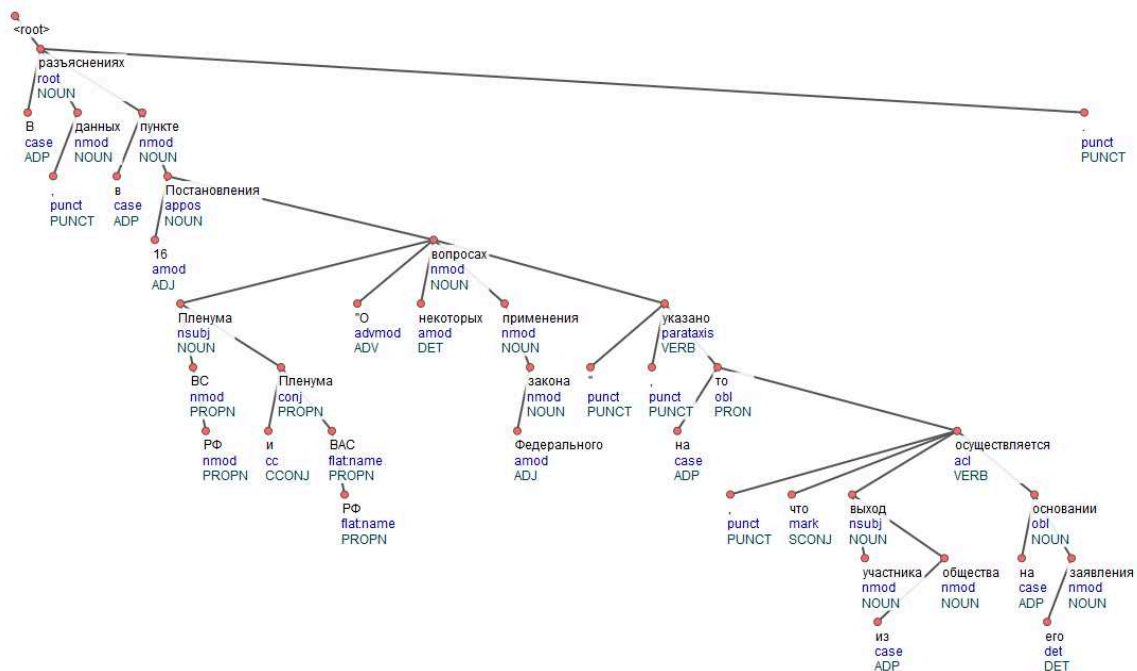 <root>
разъяснениях
root
NOUN
В данных пункте .
case nmod nmod punct
ADP NOUN NOUN PUNCT
, в Постановления
punct case appos
PUNCT ADP NOUN
16 вопросах
amod nmod
ADJ NOUN
Пленума "О некоторых применения указано
nsubj advmod amod nmod parataxis
NOUN ADV DET NOUN VERB
ВС Пленума закона " , то
nmod conj nmod punct punct obl
PROPN PROPN NOUN PUNCT PUNCT PRON
РФ и ВАС Федерального на осуществляется
nmod cc flat:name amod case acl
PROPN CCONJ PROPN ADJ ADP VERB
РФ , что выход основании
flat:name punct mark nsubj obl
PROPN PUNCT SCONJ NOUN NOUN
участника общества на заявления
nmod nmod case nmod
NOUN NOUN ADP NOUN
из его
case det
ADP DET